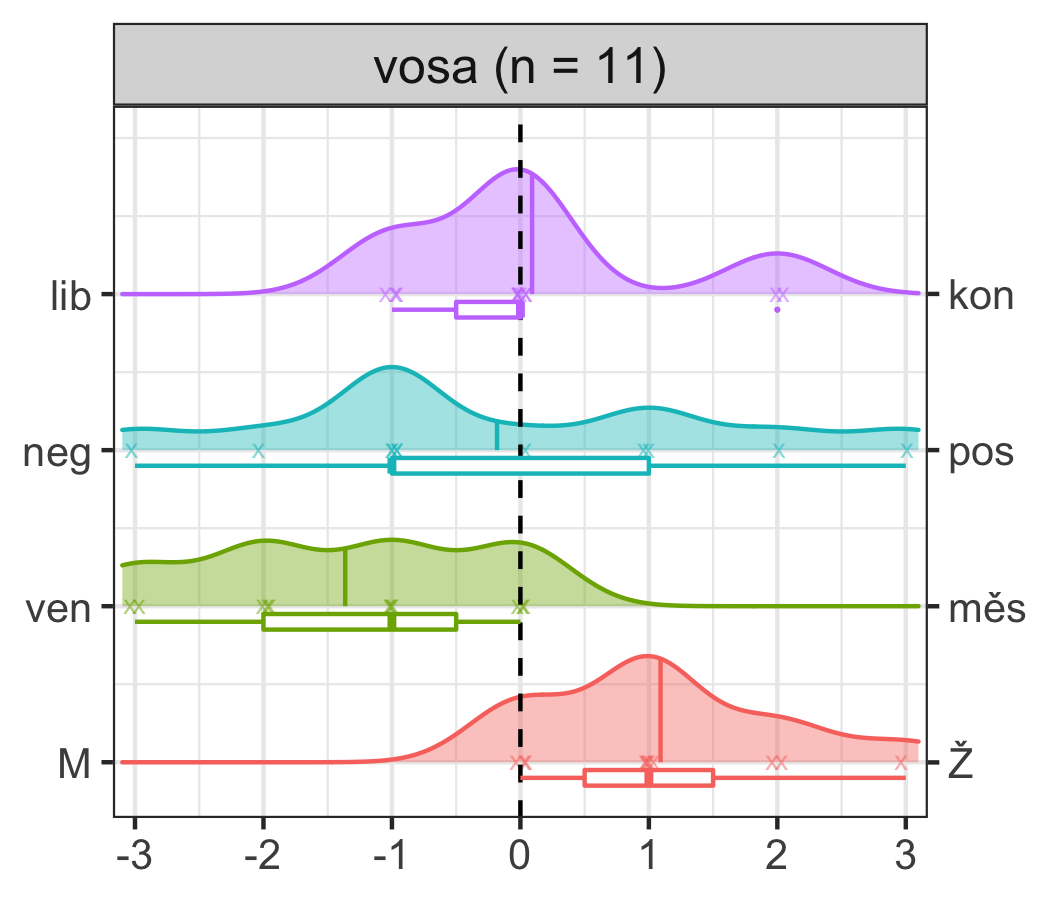 vosa (n = 11)
lib kon
neg pos
ven měs
M Ž
-3 -2 -1 0 1 2 3